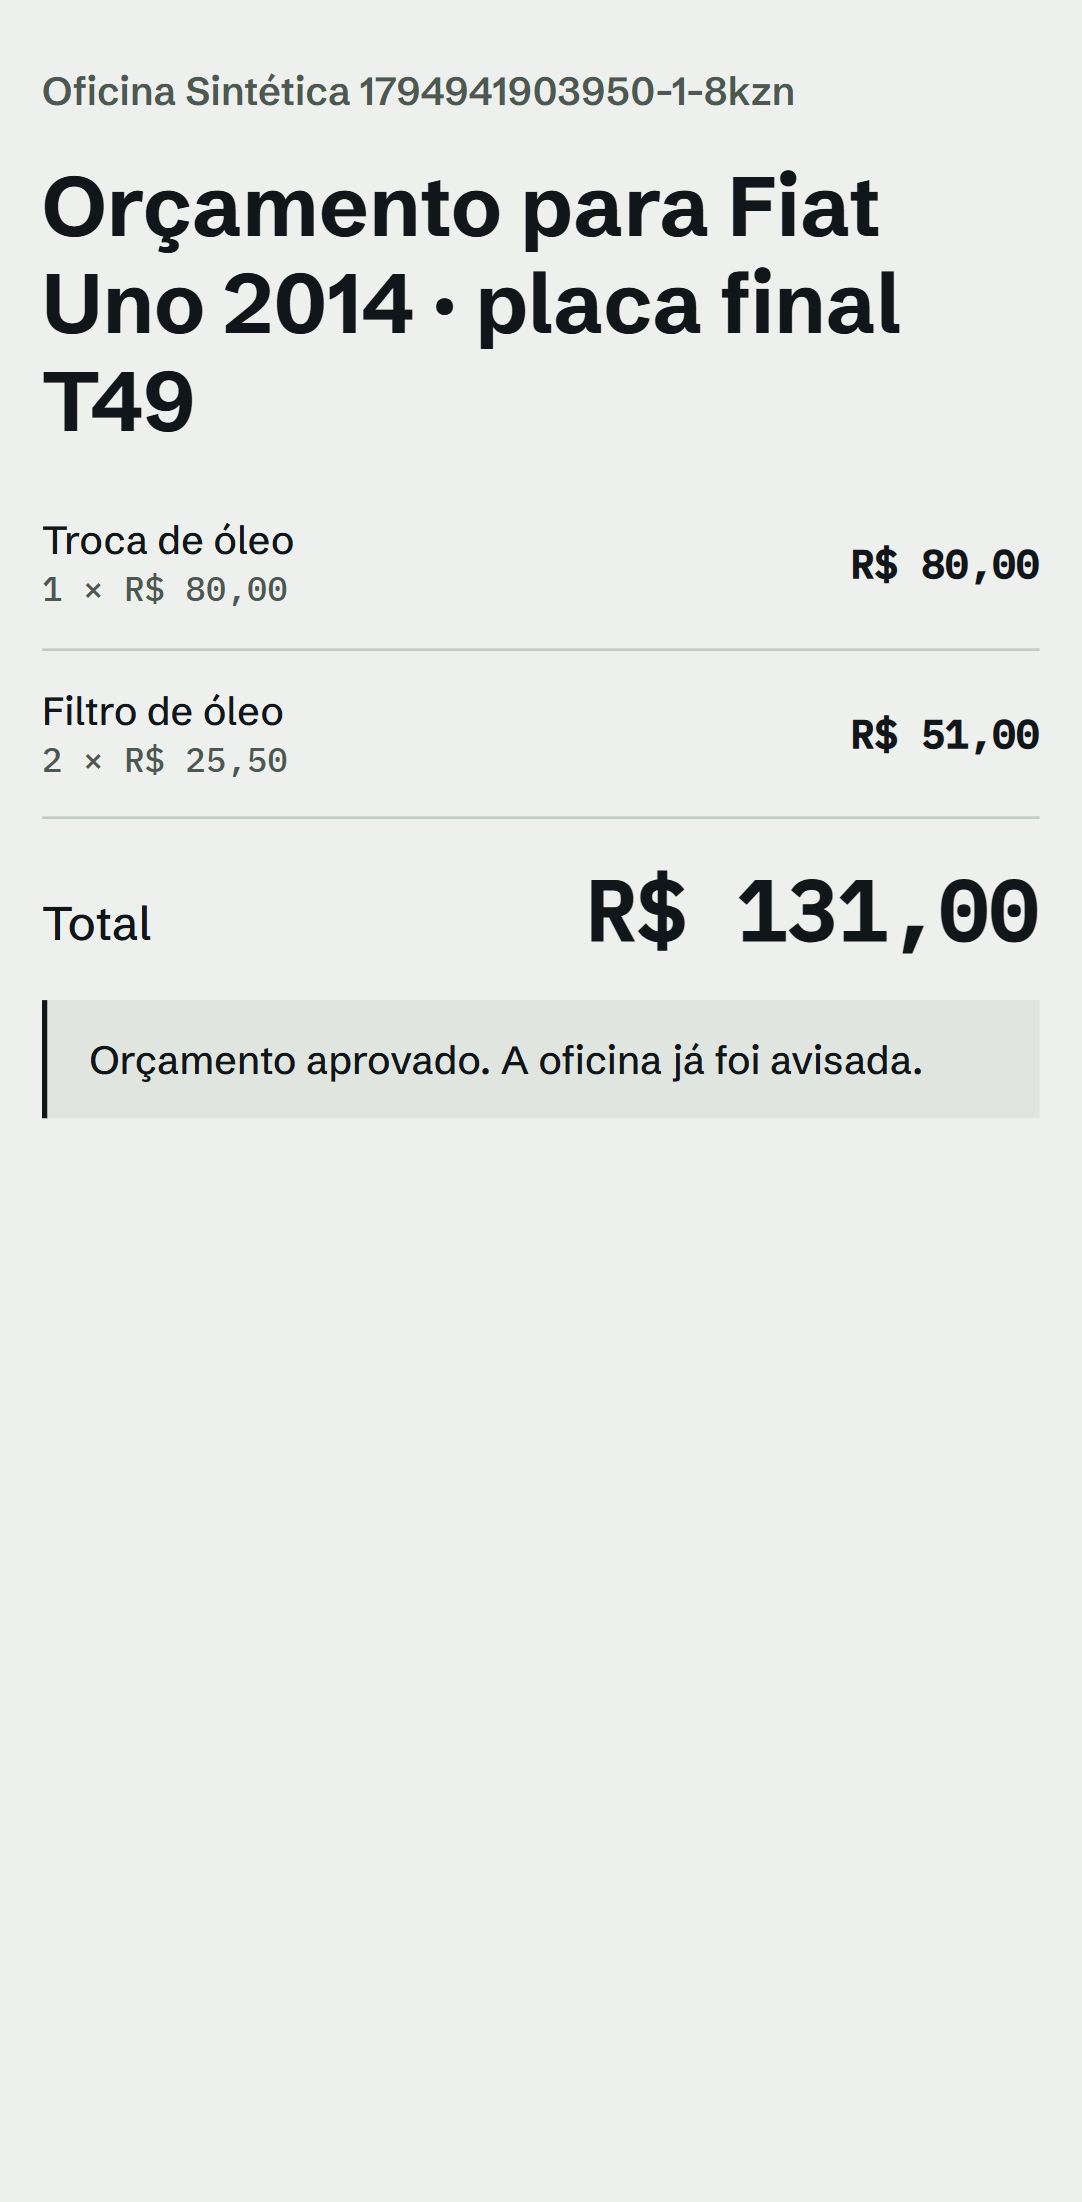 Oficina Sintética 1794941903950-1-8kzn
Orçamento para Fiat
Uno 2014 · placa final
T49
Troca de óleo
1 × R$ 80,00
R$ 80,00
Filtro de óleo
2 × R$ 25,50
R$ 51,00
Total
R$ 131,00
Orçamento aprovado. A oficina já foi avisada.